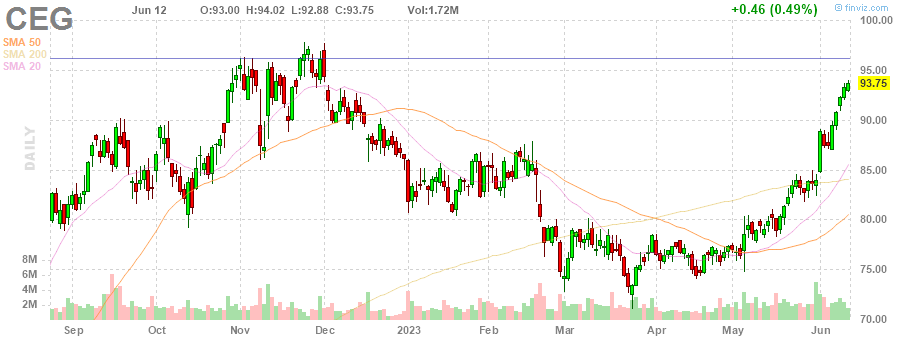 CEG Jun 12 O:93.00 H:94.02 L:92.88 C:93.75 Vol:1.72M +0.46 (0.49%) finviz.com
SMA 50
SMA 200
SMA 20
DAILY
100.00
95.00
93.75
90.00
85.00
80.00
75.00
70.00
8M
6M
4M
2M
Sep Oct Nov Dec 2023 Feb Mar Apr May Jun